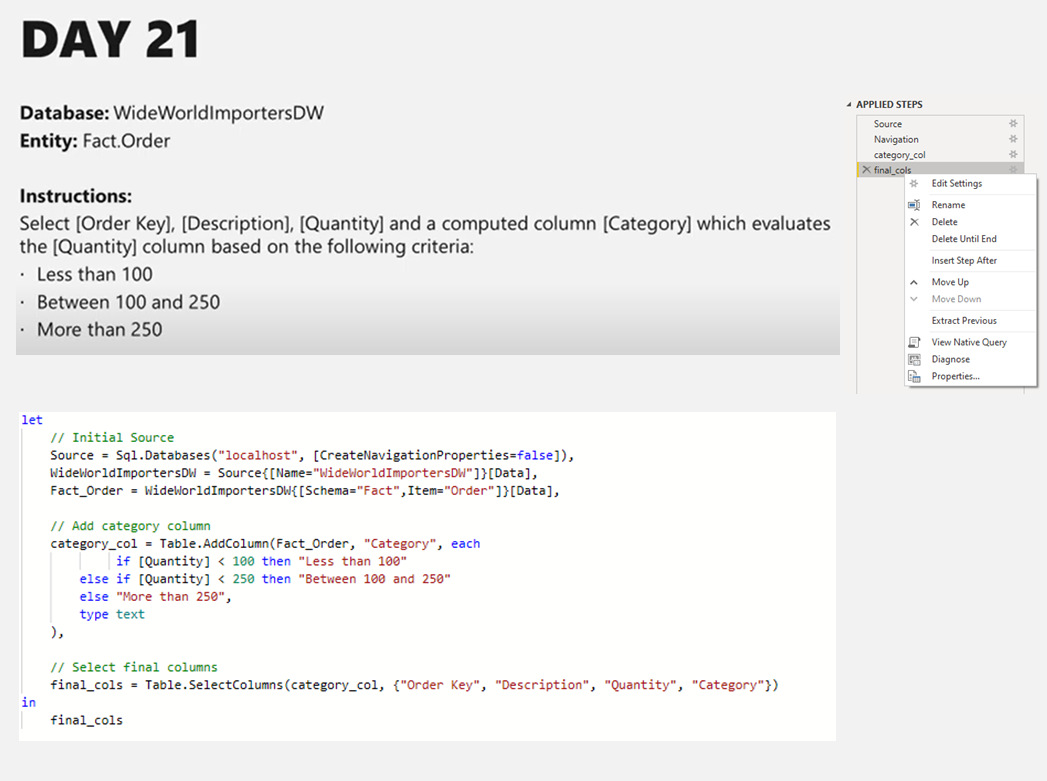 DAY 21
Database: WideWorldImportersDW
Entity: Fact.Order
Instructions:
Select [Order Key], [Description], [Quantity] and a computed column [Category] which evaluates
the [Quantity] column based on the following criteria:
· Less than 100
· Between 100 and 250
· More than 250
APPLIED STEPS
Source
Navigation
category_col
final_cols
Edit Settings
Rename
Delete
Delete Until End
Insert Step After
Move Up
Move Down
Extract Previous
View Native Query
Diagnose
Properties...
let
// Initial Source
Source = Sql.Databases("localhost", [CreateNavigationProperties=false]),
WideWorldImportersDW = Source{[Name="WideWorldImportersDW"]}[Data],
Fact_Order = WideWorldImportersDW{[Schema="Fact",Item="Order"]}[Data],
// Add category column
category_col = Table.AddColumn(Fact_Order, "Category", each
if [Quantity] < 100 then "Less than 100"
else if [Quantity] < 250 then "Between 100 and 250"
else "More than 250",
type text
),
// Select final columns
final_cols = Table.SelectColumns(category_col, {"Order Key", "Description", "Quantity", "Category"})
in
final_cols